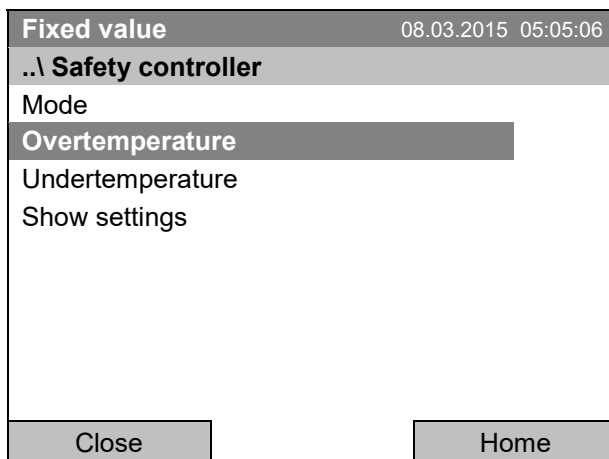 Fixed value 08.03.2015 05:05:06
..\ Safety controller
Mode
Overtemperature
Undertemperature
Show settings
Close Home